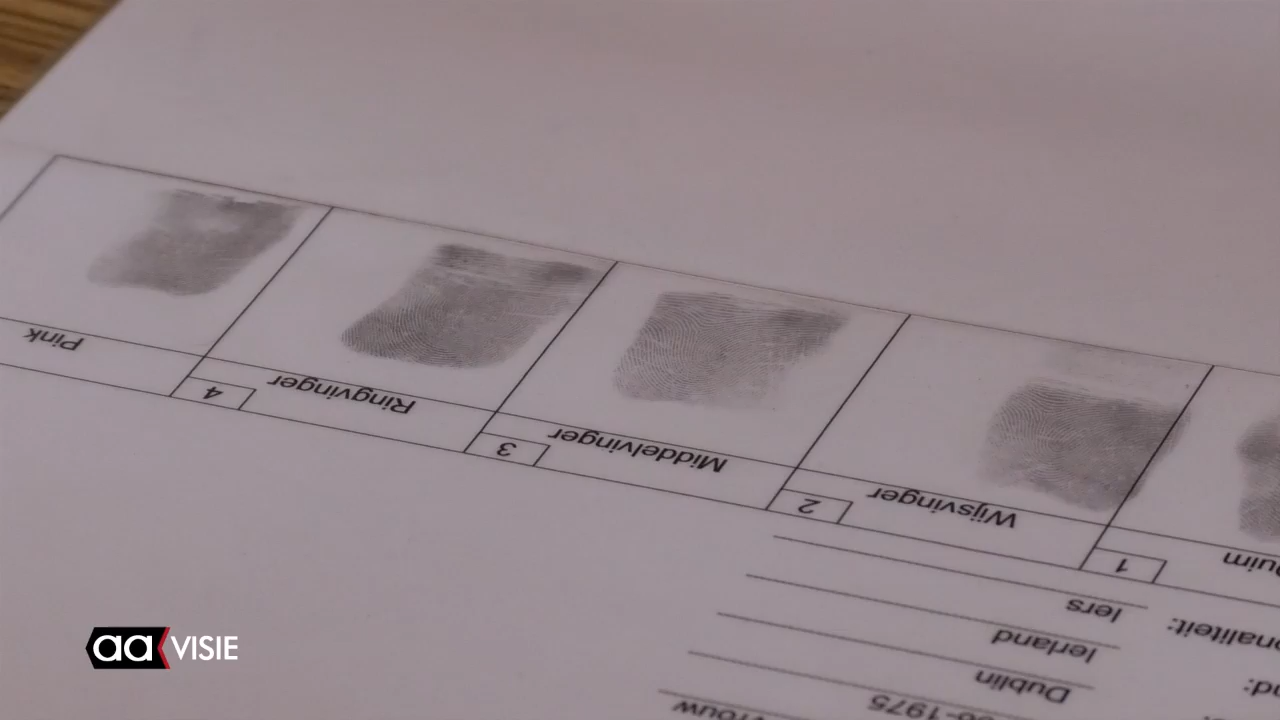 Vrouw
-1975
Dublin
nd: Ierland
onaliteit: Iers
uim 1 Wijsvinger 2 Middelvinger 3 Ringvinger 4 Pink
aa VISIE